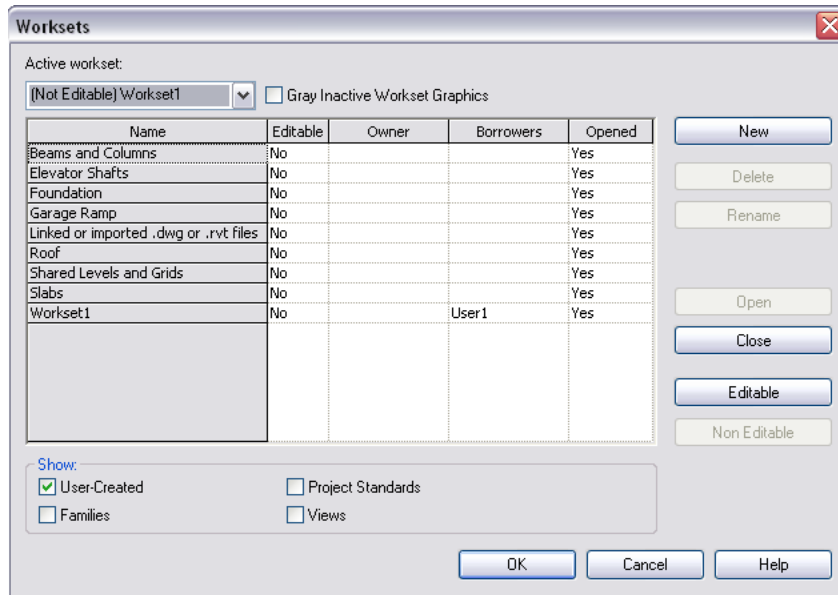 Worksets
Active workset:
(Not Editable) Workset1 Gray Inactive Workset Graphics
Name Editable Owner Borrowers Opened
Beams and Columns No Yes
Elevator Shafts No Yes
Foundation No Yes
Garage Ramp No Yes
Linked or imported .dwg or .rvt files No Yes
Roof No Yes
Shared Levels and Grids No Yes
Slabs No Yes
Workset1 No User1 Yes
New
Delete
Rename
Open
Close
Editable
Non Editable
Show:
User-Created Project Standards
Families Views
OK Cancel Help